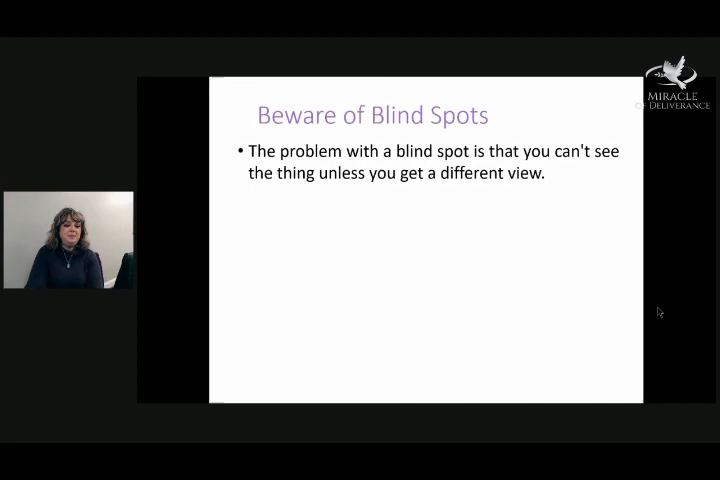 Beware of Blind Spots
• The problem with a blind spot is that you can't see
the thing unless you get a different view.
MIRACLE
OF DELIVERANCE